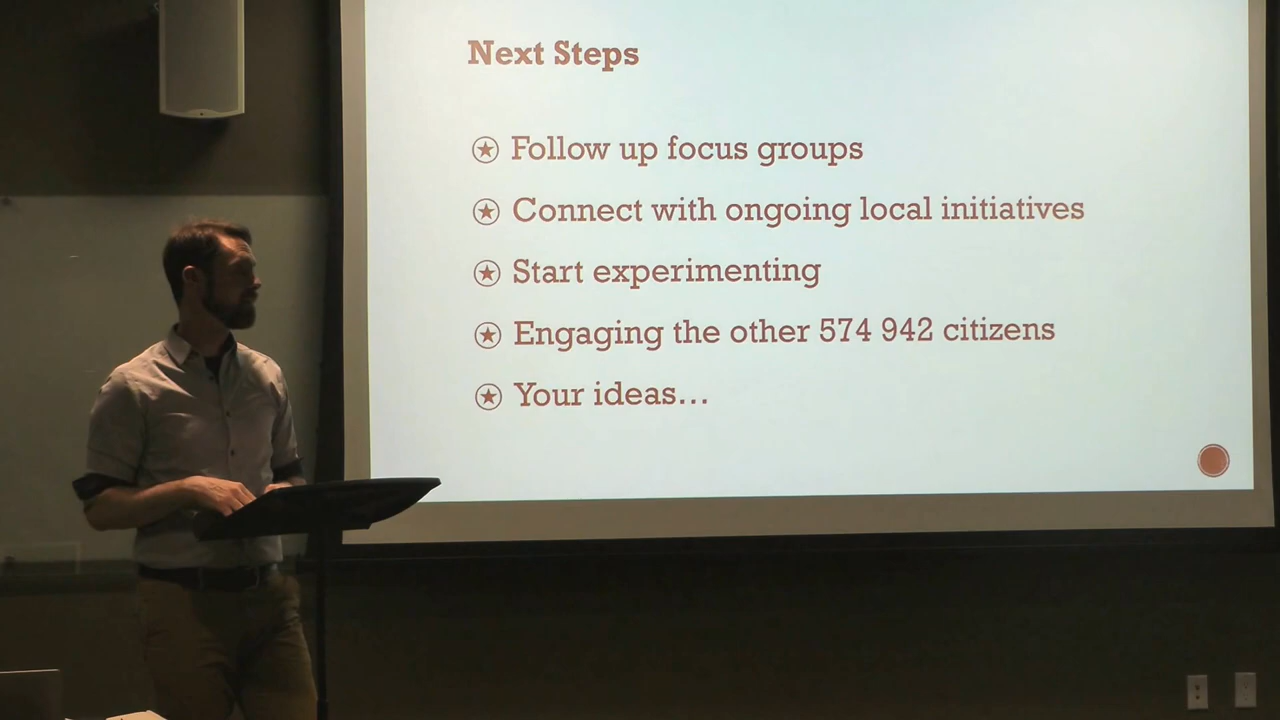 Next Steps
Follow up focus groups
Connect with ongoing local initiatives
Start experimenting
Engaging the other 574 942 citizens
Your ideas...